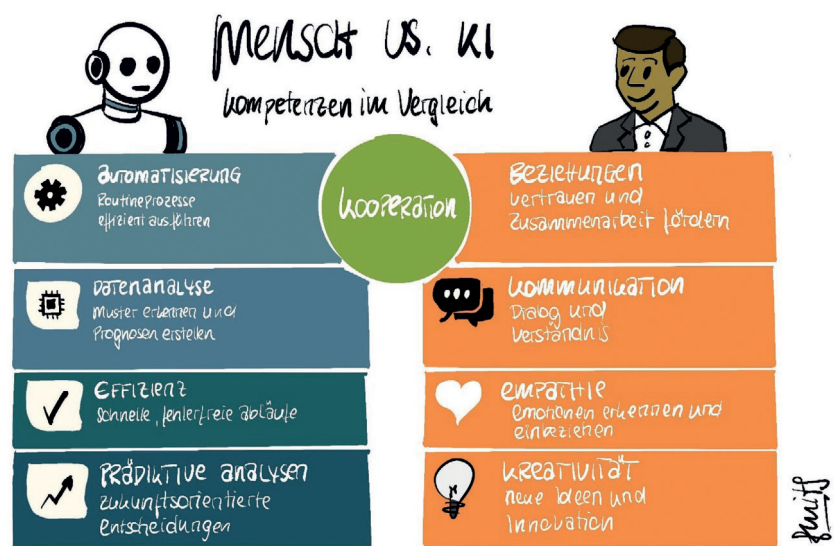 Mensch vs. KI
Kompetenzen im Vergleich
Automatisierung
Routineprozesse
effizient ausführen
Kooperation
Beziehungen
Vertrauen und
Zusammenarbeit fördern
Datenanalyse
Muster erkennen und
Prognosen erstellen
Kommunikation
Dialog und
Verständnis
Effizienz
Schnelle, fehlerfreie Abläufe
Empathie
Emotionen erkennen und
einbeziehen
Prädiktive Analysen
zukunftsorientierte
Entscheidungen
Kreativität
neue Ideen und
Innovation